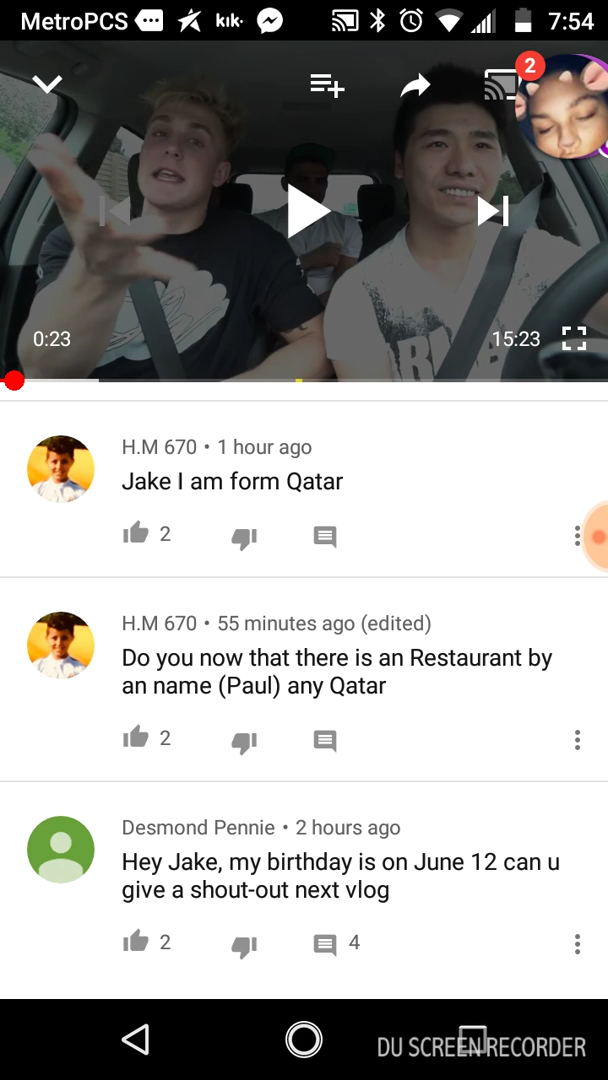 MetroPCS kik. 7:54
2
0:23 15:23
H.M 670 • 1 hour ago
Jake I am form Qatar
2
H.M 670 • 55 minutes ago (edited)
Do you now that there is an Restaurant by
an name (Paul) any Qatar
2
Desmond Pennie • 2 hours ago
Hey Jake, my birthday is on June 12 can u
give a shout-out next vlog
2 4
DU SCREEN RECORDER